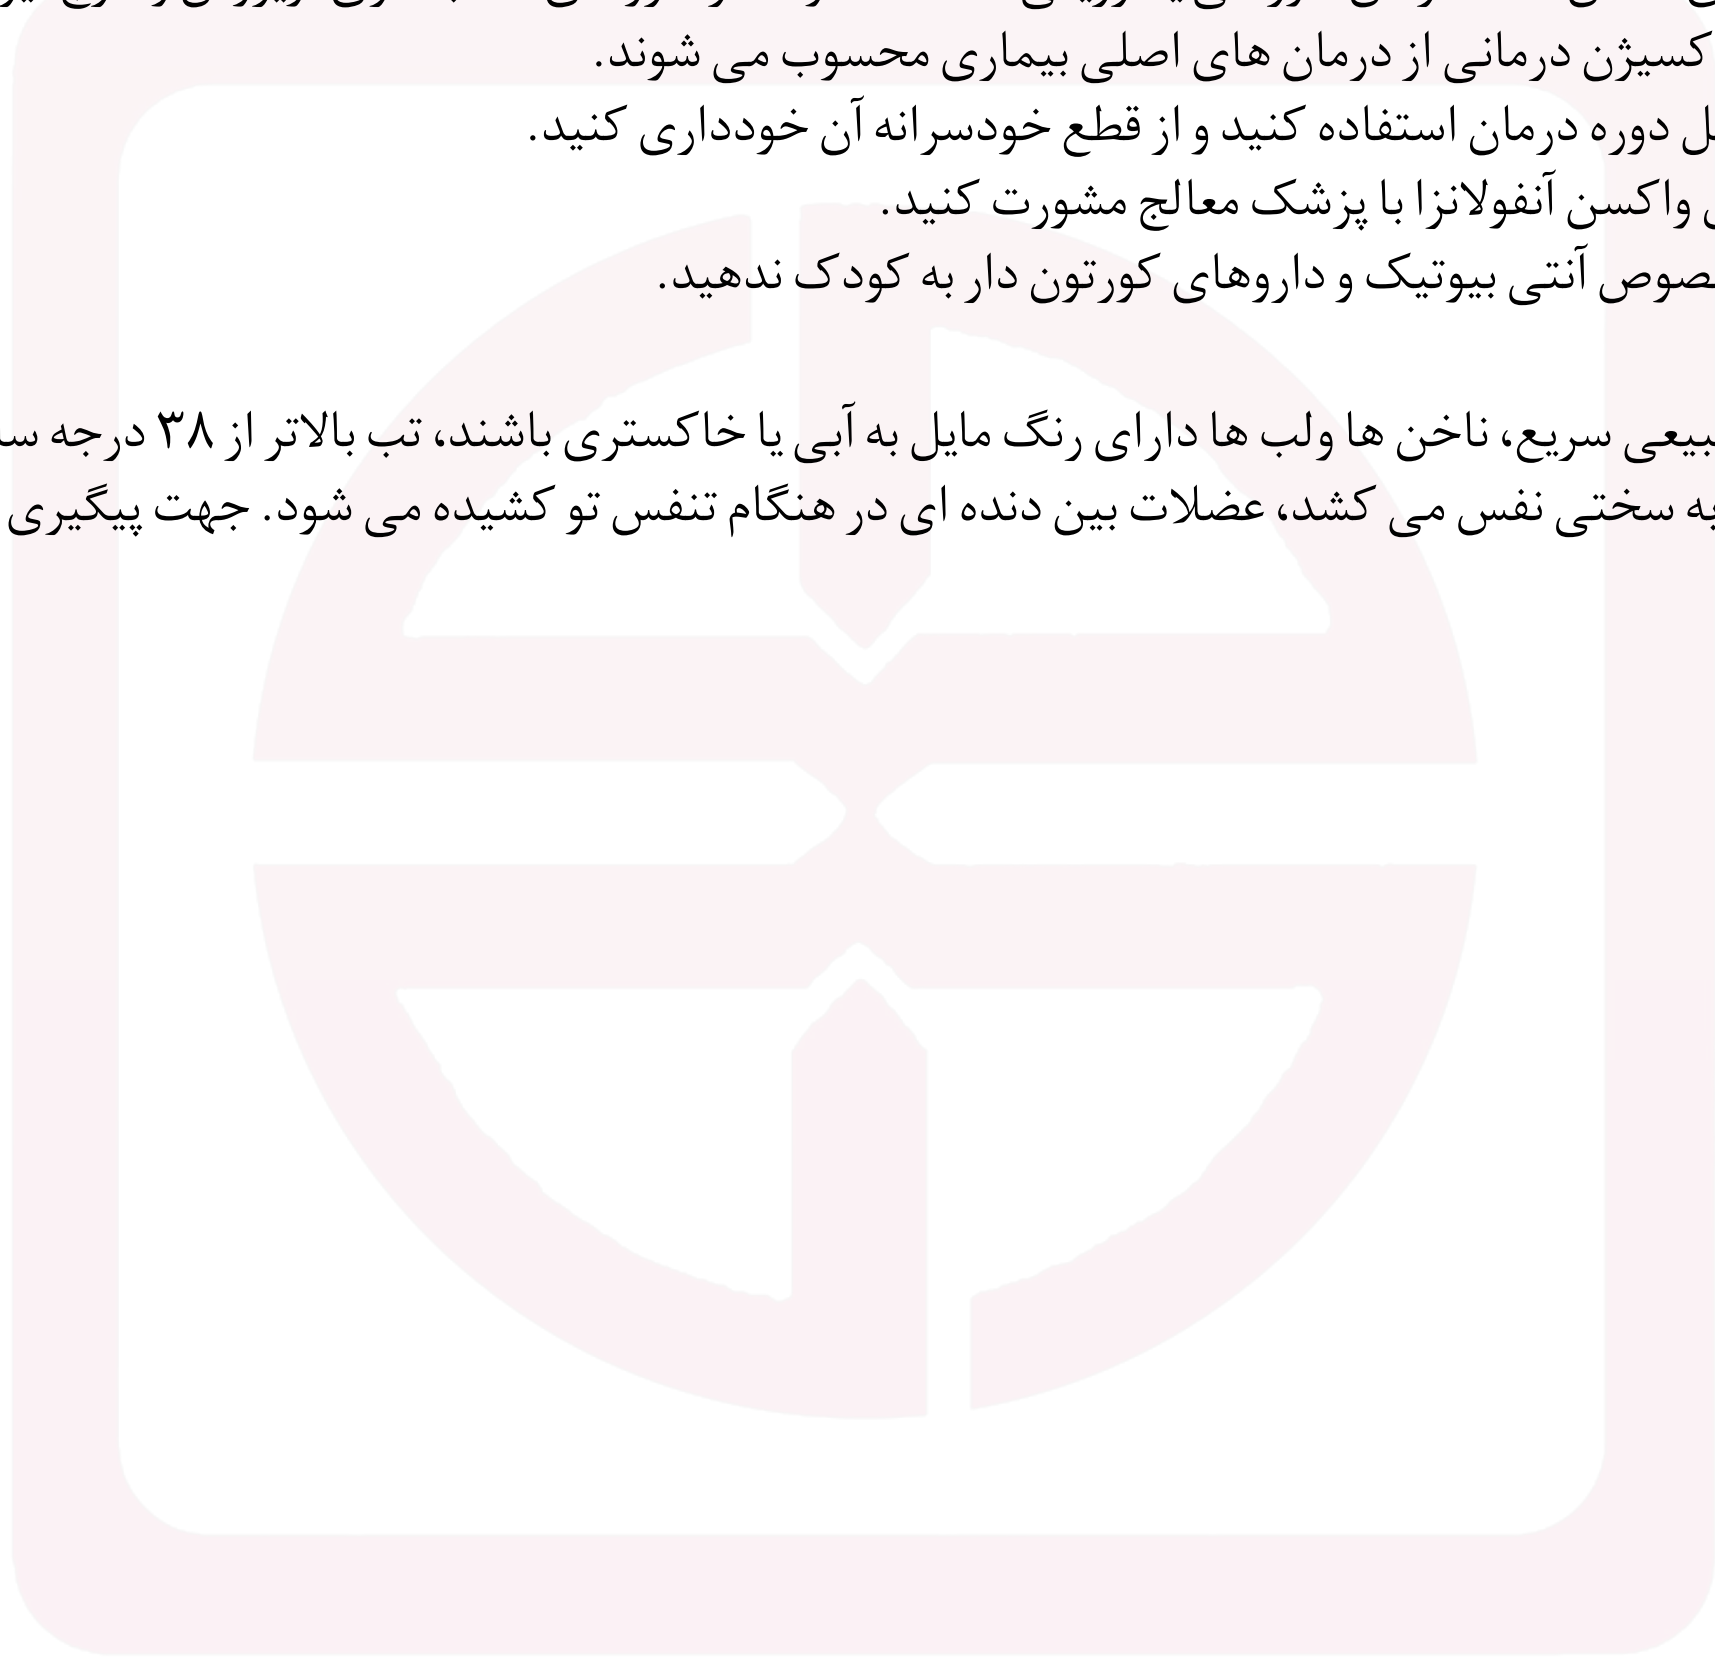 کسیژن درمانی از درمان های اصلی بیماری محسوب می شوند.
دوره درمان استفاده کنید و از قطع خودسرانه آن خودداری کنید.
واکسن آنفولانزا با پزشک معالج مشورت کنید.
آنتی بیوتیک و داروهای کورتون دار به کودک ندهید.
سریع، ناخن ها ولب ها دارای رنگ مایل به آبی یا خاکستری باشند، تب بالاتر از ۳۸ درجه
به سختی نفس می کشد، عضلات بین دنده ای در هنگام تنفس تو کشیده می شود. جهت پیگیری